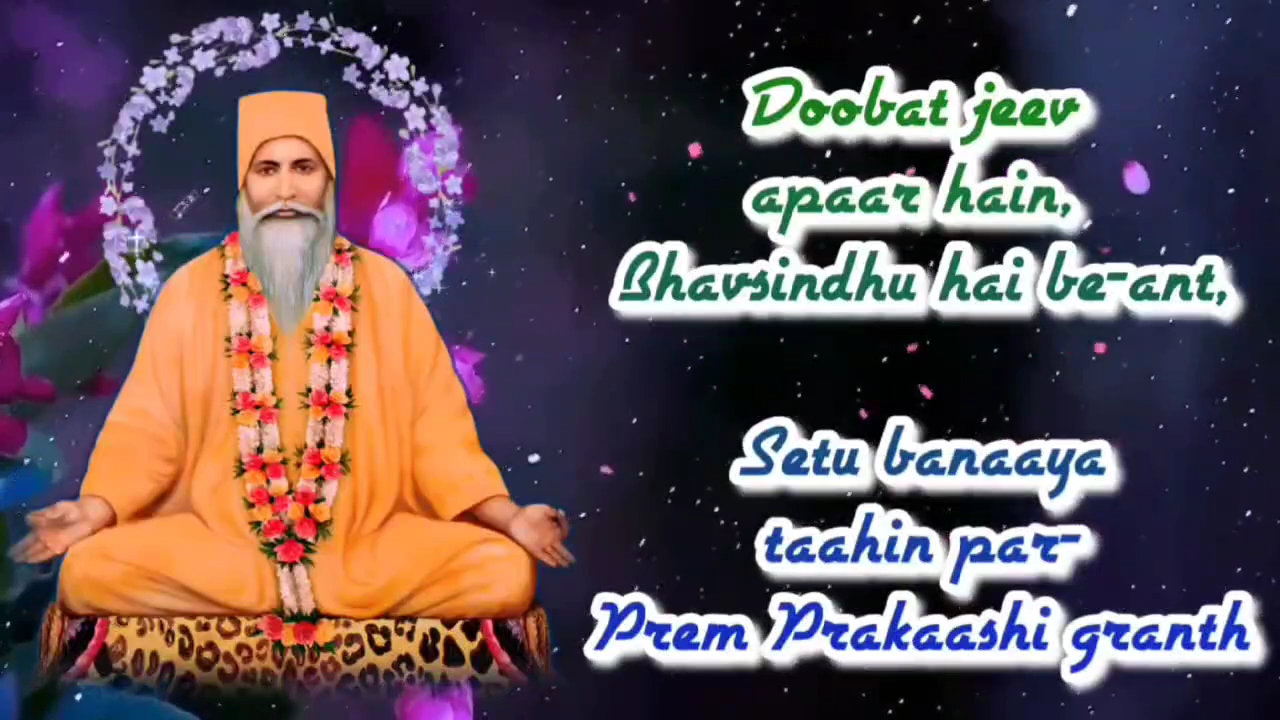 Doobat jeev
apaar hain,
Bhavsindhu hai be-ant,
Setu banaaya
taahin par-
Prem Prakaashi granth